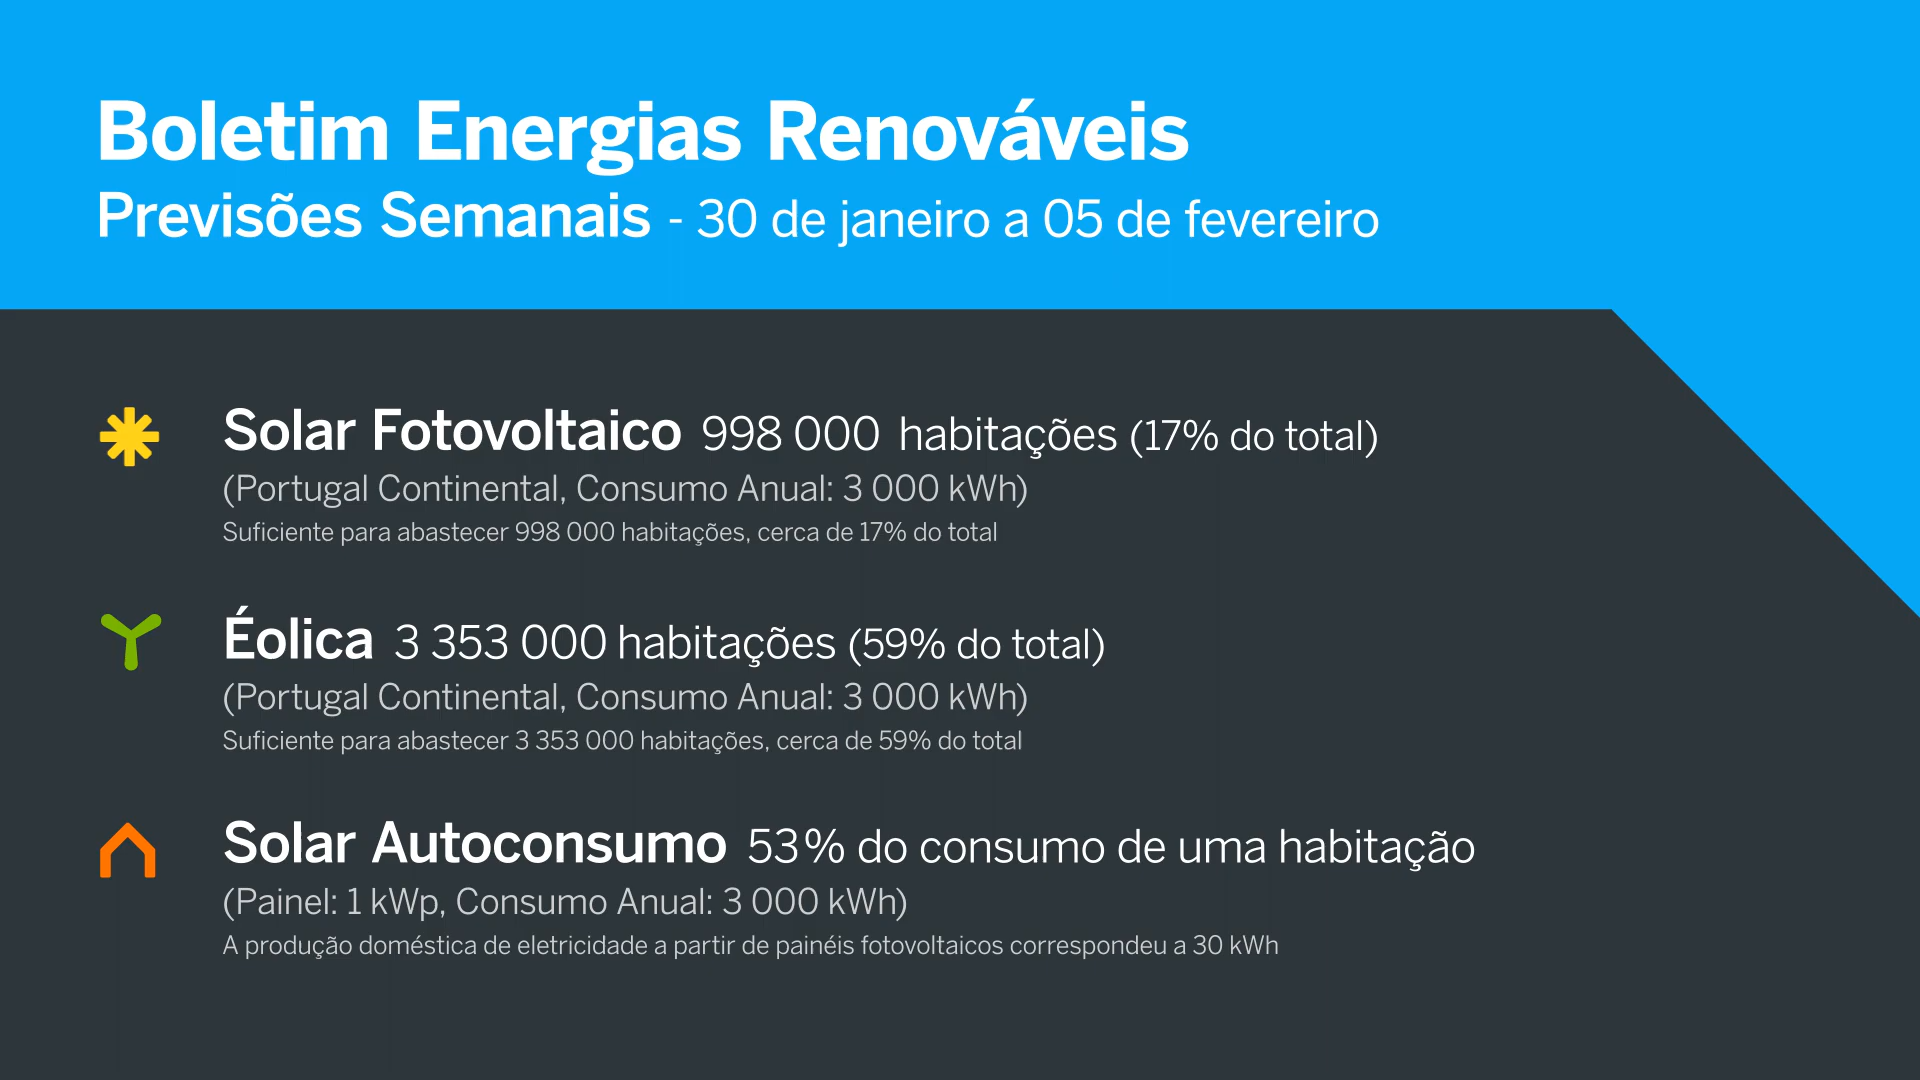 Boletim Energias Renováveis
Previsões Semanais - 30 de janeiro a 05 de fevereiro
Solar Fotovoltaico 998 000 habitações (17% do total)
(Portugal Continental, Consumo Anual: 3 000 kWh)
Suficiente para abastecer 998 000 habitações, cerca de 17% do total
Éolica 3 353 000 habitações (59% do total)
(Portugal Continental, Consumo Anual: 3 000 kWh)
Suficiente para abastecer 3 353 000 habitações, cerca de 59% do total
Solar Autoconsumo 53% do consumo de uma habitação
(Painel: 1 kWp, Consumo Anual: 3 000 kWh)
A produção doméstica de eletricidade a partir de painéis fotovoltaicos correspondeu a 30 kWh